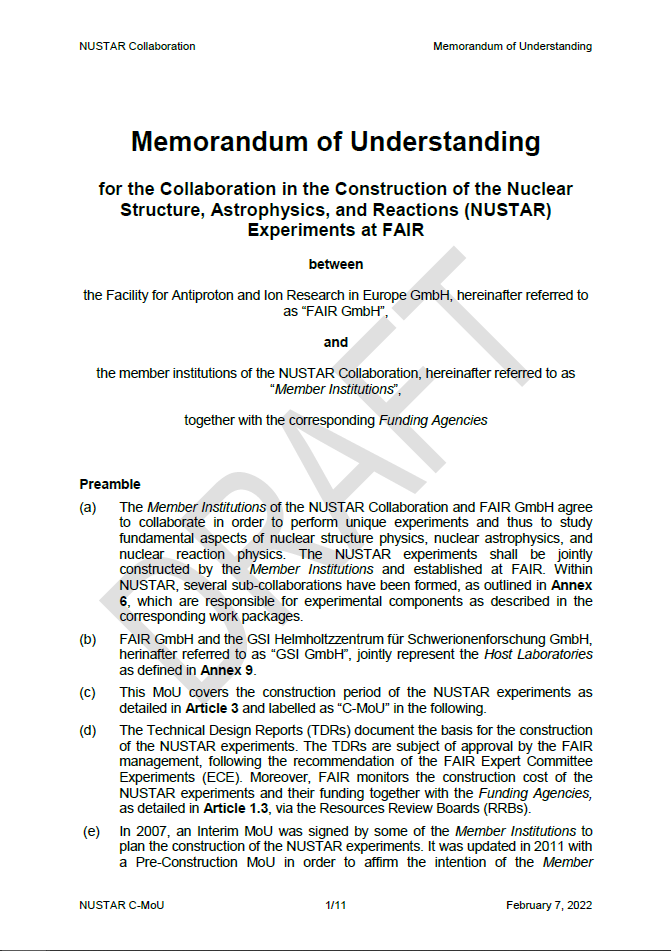 NUSTAR Collaboration Memorandum of Understanding
Memorandum of Understanding
for the Collaboration in the Construction of the Nuclear
Structure, Astrophysics, and Reactions (NUSTAR)
Experiments at FAIR
between
the Facility for Antiproton and Ion Research in Europe GmbH, hereinafter referred to
as “FAIR GmbH”,
and
the member institutions of the NUSTAR Collaboration, hereinafter referred to as
“Member Institutions”,
together with the corresponding Funding Agencies
DRAFT
Preamble
(a) The Member Institutions of the NUSTAR Collaboration and FAIR GmbH agree
to collaborate in order to perform unique experiments and thus to study
fundamental aspects of nuclear structure physics, nuclear astrophysics, and
nuclear reaction physics. The NUSTAR experiments shall be jointly
constructed by the Member Institutions and established at FAIR. Within
NUSTAR, several sub-collaborations have been formed, as outlined in Annex
6, which are responsible for experimental components as described in the
corresponding work packages.
(b) FAIR GmbH and the GSI Helmholtzzentrum für Schwerionenforschung GmbH,
herinafter referred to as “GSI GmbH”, jointly represent the Host Laboratories
as defined in Annex 9.
(c) This MoU covers the construction period of the NUSTAR experiments as
detailed in Article 3 and labelled as “C-MoU” in the following.
(d) The Technical Design Reports (TDRs) document the basis for the construction
of the NUSTAR experiments. The TDRs are subject of approval by the FAIR
management, following the recommendation of the FAIR Expert Committee
Experiments (ECE). Moreover, FAIR monitors the construction cost of the
NUSTAR experiments and their funding together with the Funding Agencies,
as detailed in Article 1.3, via the Resources Review Boards (RRBs).
(e) In 2007, an Interim MoU was signed by some of the Member Institutions to
plan the construction of the NUSTAR experiments. It was updated in 2011 with
a Pre-Construction MoU in order to affirm the intention of the Member
NUSTAR C-MoU 1/11 February 7, 2022